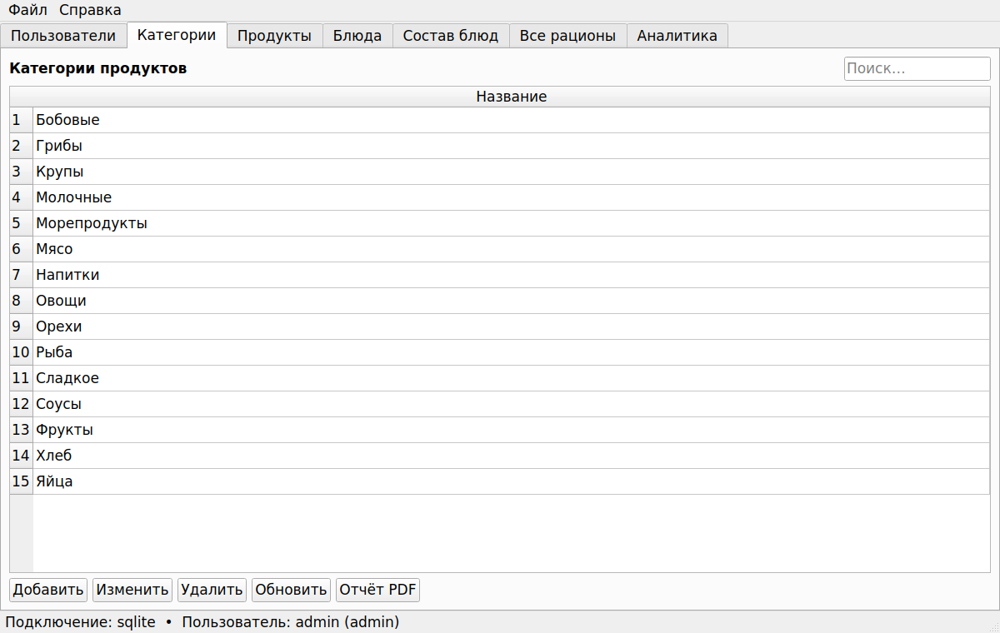 Файл Справка
Пользователи Категории Продукты Блюда Состав блюд Все рационы Аналитика
Категории продуктов Поиск...
Название
1 Бобовые
2 Грибы
3 Крупы
4 Молочные
5 Морепродукты
6 Мясо
7 Напитки
8 Овощи
9 Орехи
10 Рыба
11 Сладкое
12 Соусы
13 Фрукты
14 Хлеб
15 Яйца
Добавить Изменить Удалить Обновить Отчёт PDF
Подключение: sqlite • Пользователь: admin (admin)